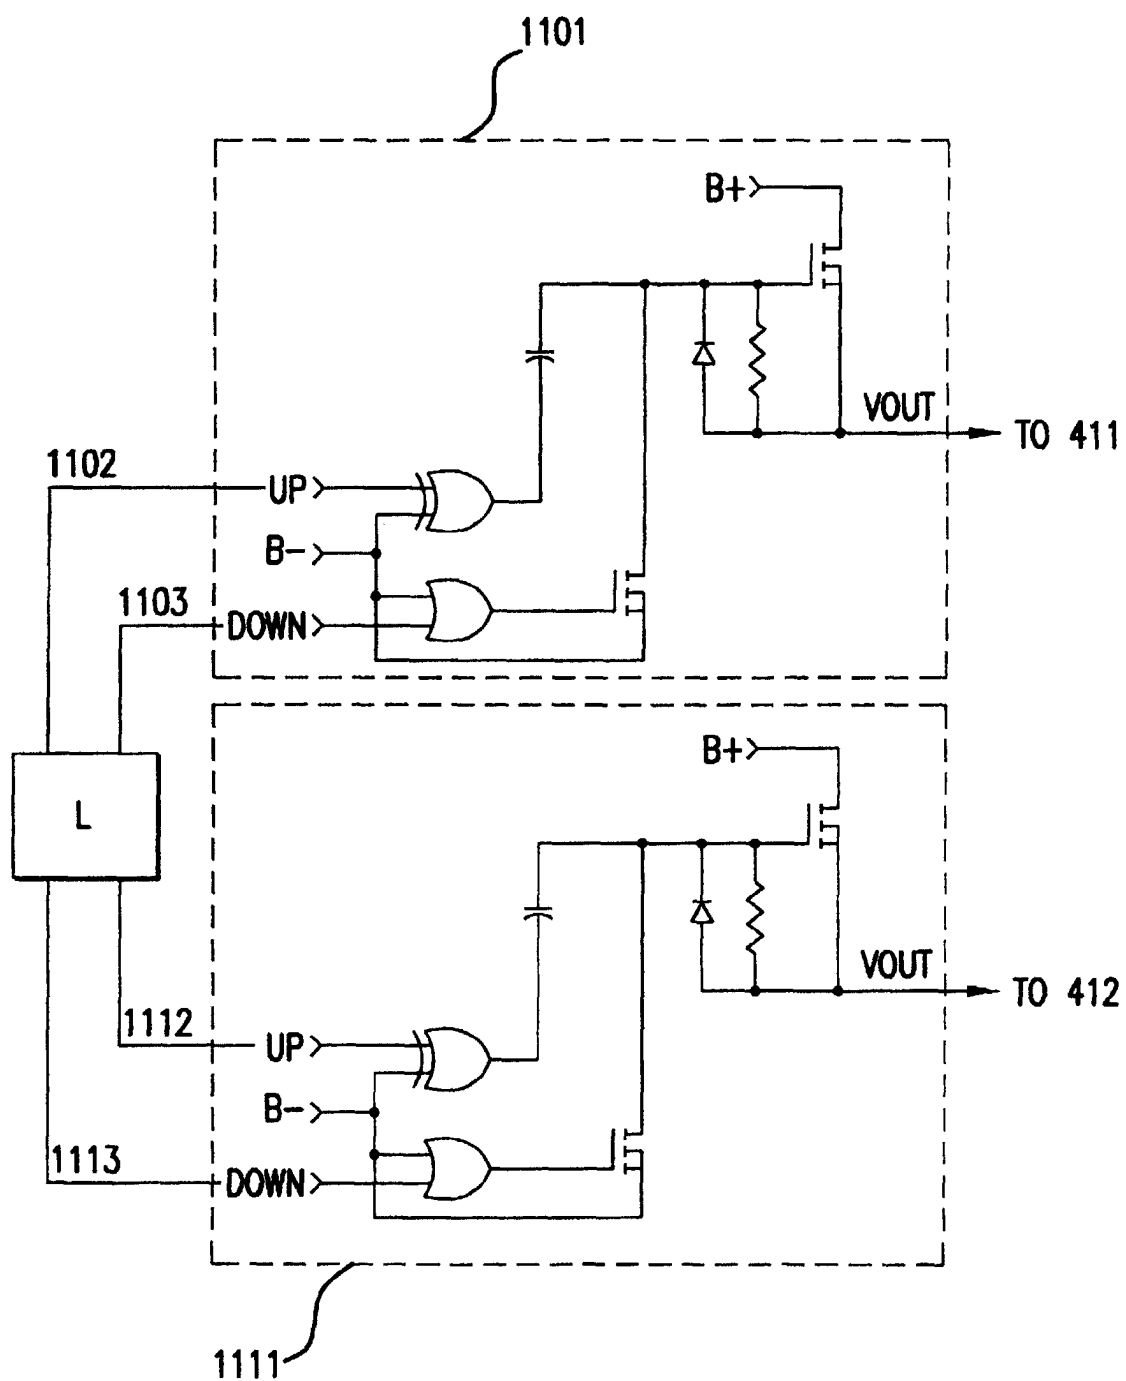 1101
B+
VOUT
TO 411
1102
UP
B-
1103
DOWN
L
B+
VOUT
TO 412
1112
UP
B-
1113
DOWN
1111